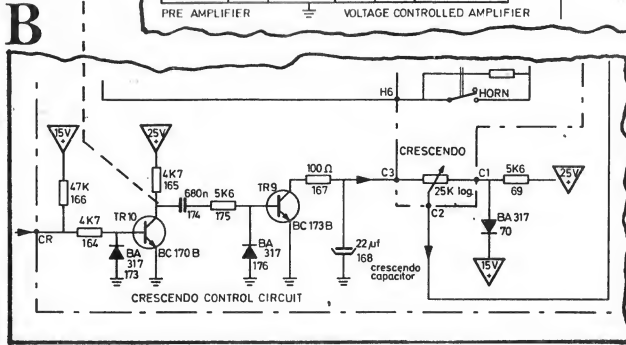 PRE AMPLIFIER
VOLTAGE CONTROLLED AMPLIFIER
B
H6
HORN
15V
+
25V
+
47K
166
4K7
165
680n
174
5K6
175
TR9
100 Ω
167
C3
CRESCENDO
C1
5K6
69
25V
+
25K log.
C2
CR
4K7
164
TR10
BC 170 B
BA
317
173
BA
317
176
BC 173 B
22 µf
168
crescendo
capacitor
BA 317
70
15V
+
CRESCENDO CONTROL CIRCUIT